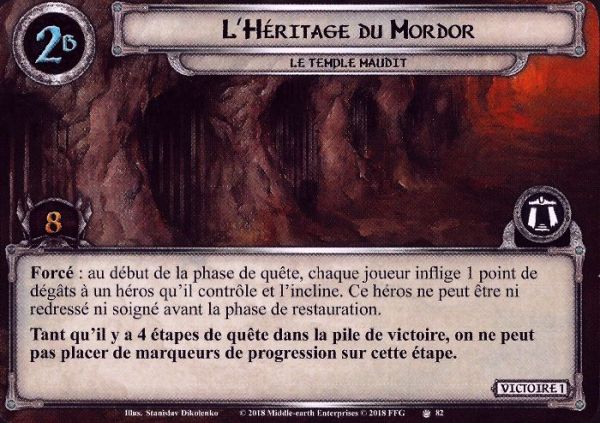 2B
L'Héritage du Mordor
Le Temple Maudit
8
Forcé : au début de la phase de quête, chaque joueur inflige 1 point de
dégâts à un héros qu'il contrôle et l'incline. Ce héros ne peut être ni
redressé ni soigné avant la phase de restauration.
Tant qu'il y a 4 étapes de quête dans la pile de victoire, on ne peut
pas placer de marqueurs de progression sur cette étape.
VICTOIRE 1
Illus. Stanislav Dikolenko © 2018 Middle-earth Enterprises © 2018 FFG 82